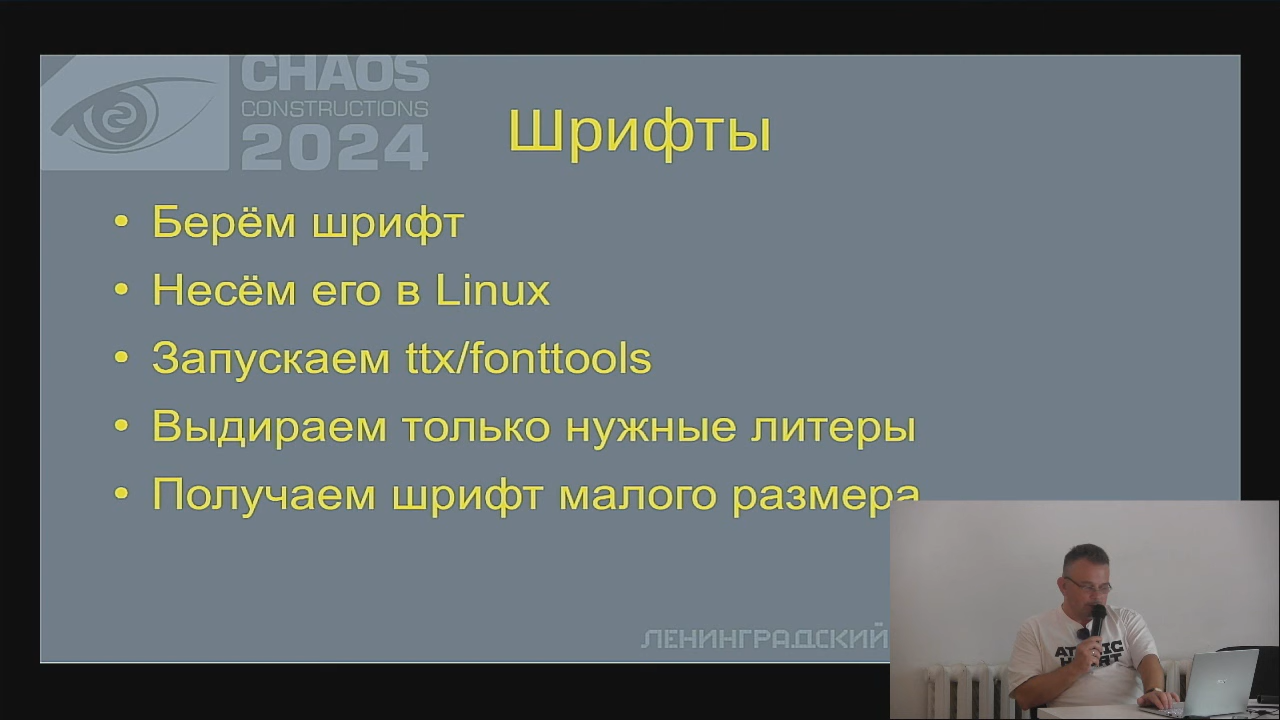 CHAOS
CONSTRUCTIONS
2024
Шрифты
• Берём шрифт
• Несём его в Linux
• Запускаем ttx/fonttools
• Выдираем только нужные литеры
• Получаем шрифт малого размера
ЛЕНИНГРАДСКИЙ